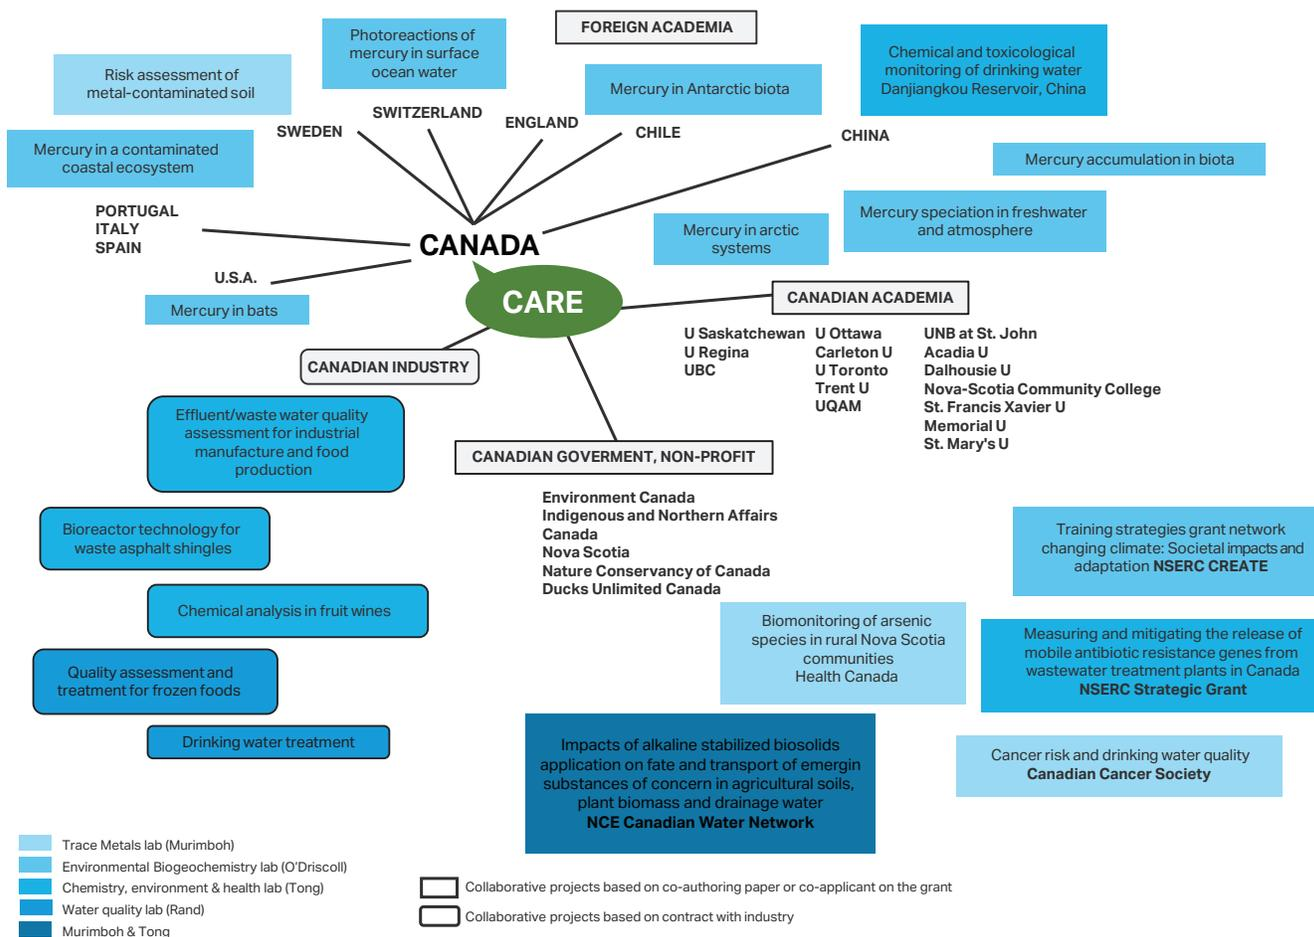 FOREIGN ACADEMIA
Photoreactions of
mercury in surface
ocean water
Chemical and toxicological
monitoring of drinking water
Danjiangkou Reservoir, China
Risk assessment of
metal-contaminated soil
Mercury in Antarctic biota
SWITZERLAND
ENGLAND
SWEDEN
CHILE
CHINA
Mercury in a contaminated
coastal ecosystem
Mercury accumulation in biota
PORTUGAL
ITALY
SPAIN
Mercury speciation in freshwater
and atmosphere
Mercury in arctic
systems
CANADA
U.S.A.
Mercury in bats
CARE
CANADIAN ACADEMIA
U Saskatchewan
U Regina
UBC
U Ottawa
Carleton U
U Toronto
Trent U
UQAM
UNB at St. John
Acadia U
Dalhousie U
Nova-Scotia Community College
St. Francis Xavier U
Memorial U
St. Mary's U
CANADIAN INDUSTRY
Effluent/waste water quality
assessment for industrial
manufacture and food
production
Bioreactor technology for
waste asphalt shingles
Chemical analysis in fruit wines
Quality assessment and
treatment for frozen foods
Drinking water treatment
CANADIAN GOVERMENT, NON-PROFIT
Environment Canada
Indigenous and Northern Affairs
Canada
Nova Scotia
Nature Conservancy of Canada
Ducks Unlimited Canada
Training strategies grant network
changing climate: Societal impacts and
adaptation NSERC CREATE
Biomonitoring of arsenic
species in rural Nova Scotia
communities
Health Canada
Measuring and mitigating the release of
mobile antibiotic resistance genes from
wastewater treatment plants in Canada
NSERC Strategic Grant
Impacts of alkaline stabilized biosolids
application on fate and transport of emergin
substances of concern in agricultural soils,
plant biomass and drainage water
NCE Canadian Water Network
Cancer risk and drinking water quality
Canadian Cancer Society
Trace Metals lab (Murimboh)
Environmental Biogeochemistry lab (O'Driscoll)
Chemistry, environment & health lab (Tong)
Water quality lab (Rand)
Murimboh & Tong
Collaborative projects based on co-authoring paper or co-applicant on the grant
Collaborative projects based on contract with industry